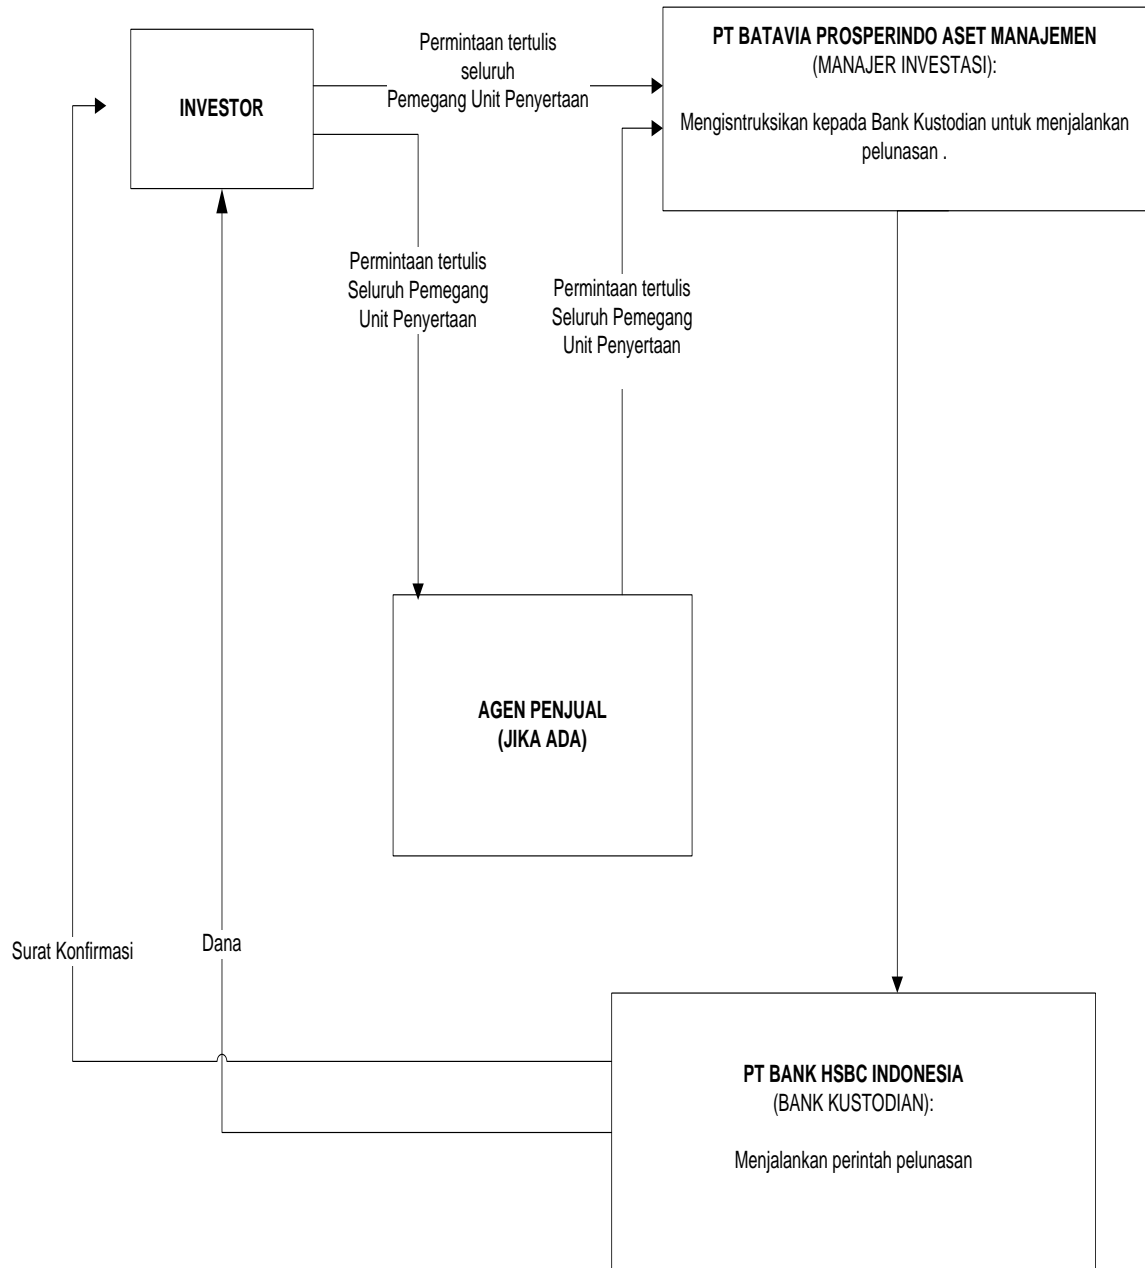 Permintaan tertulis
seluruh
Pemegang Unit Penyertaan
PT BATAVIA PROSPERINDO ASET MANAJEMEN
(MANAJER INVESTASI):
Mengisntruksikan kepada Bank Kustodian untuk menjalankan
pelunasan .
INVESTOR
Permintaan tertulis
Seluruh Pemegang
Unit Penyertaan
Permintaan tertulis
Seluruh Pemegang
Unit Penyertaan
AGEN PENJUAL
(JIKA ADA)
Surat Konfirmasi
Dana
PT BANK HSBC INDONESIA
(BANK KUSTODIAN):
Menjalankan perintah pelunasan